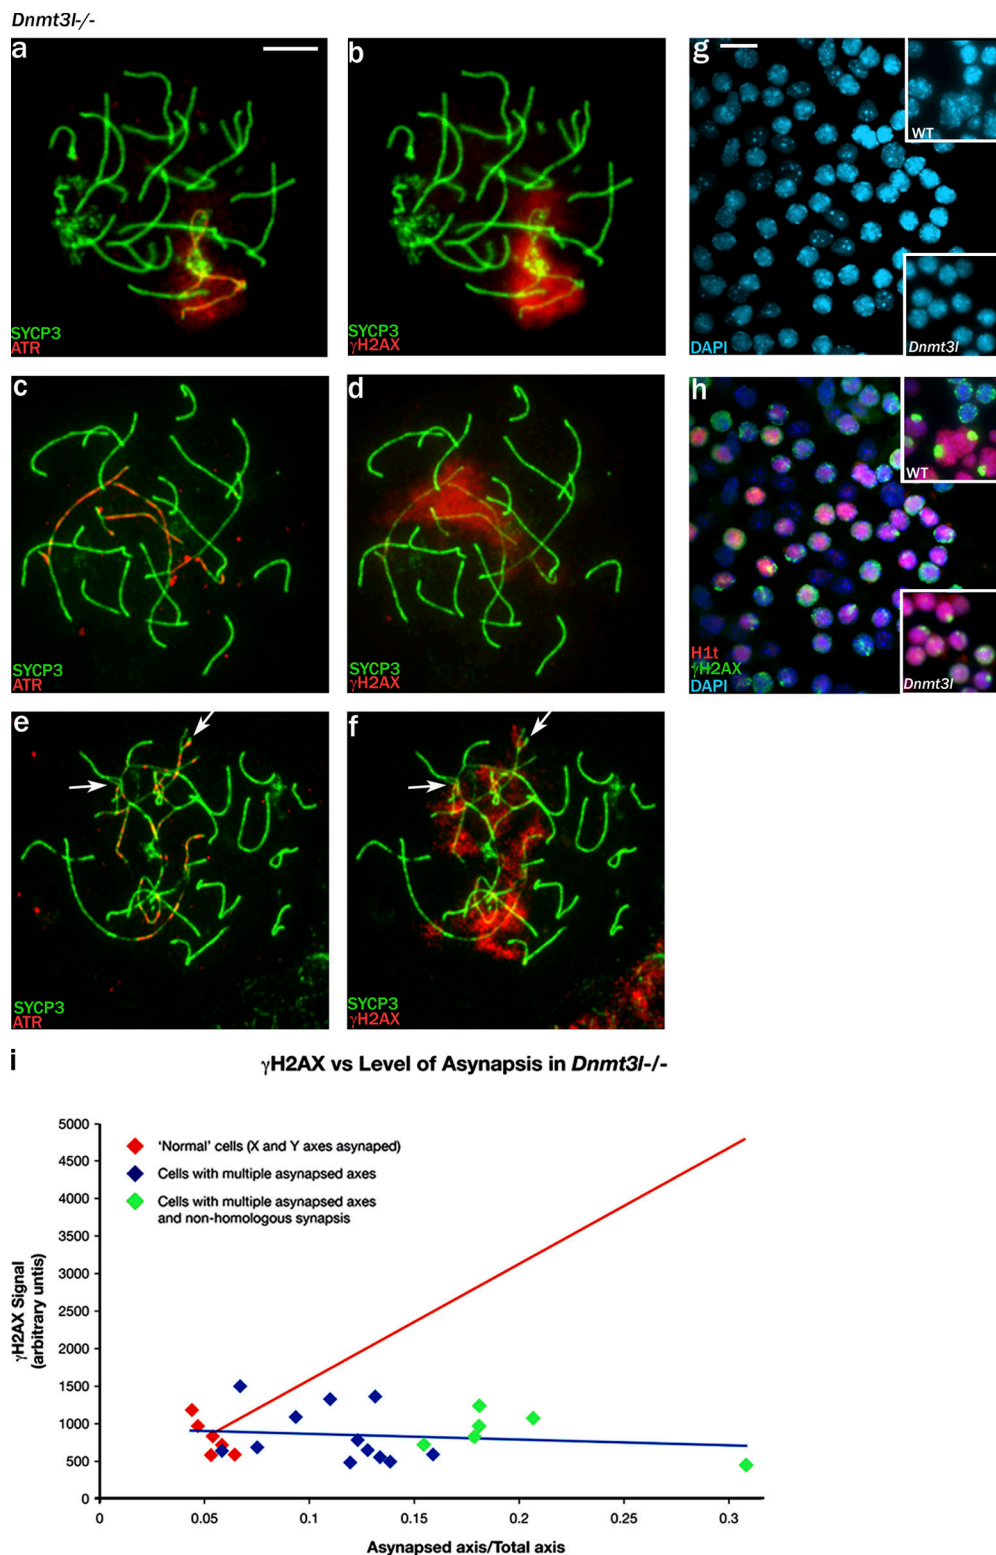 Dnmt3l-/-
a
SYCP3
ATR
b
SYCP3
γH2AX
g
WT
DAPI
Dnmt3l
c
SYCP3
ATR
d
SYCP3
γH2AX
h
WT
H1t
γH2AX
DAPI
Dnmt3l
e
SYCP3
ATR
f
SYCP3
γH2AX
i
γH2AX vs Level of Asynapsis in Dnmt3l-/-
5000
4500
4000
3500
3000
2500
2000
1500
1000
500
0
γH2AX Signal
(arbitrary untis)
'Normal' cells (X and Y axes asynaped)
Cells with multiple asynapsed axes
Cells with multiple asynapsed axes
and non-homologous synapsis
0
0.05
0.1
0.15
0.2
0.25
0.3
Asynapsed axis/Total axis